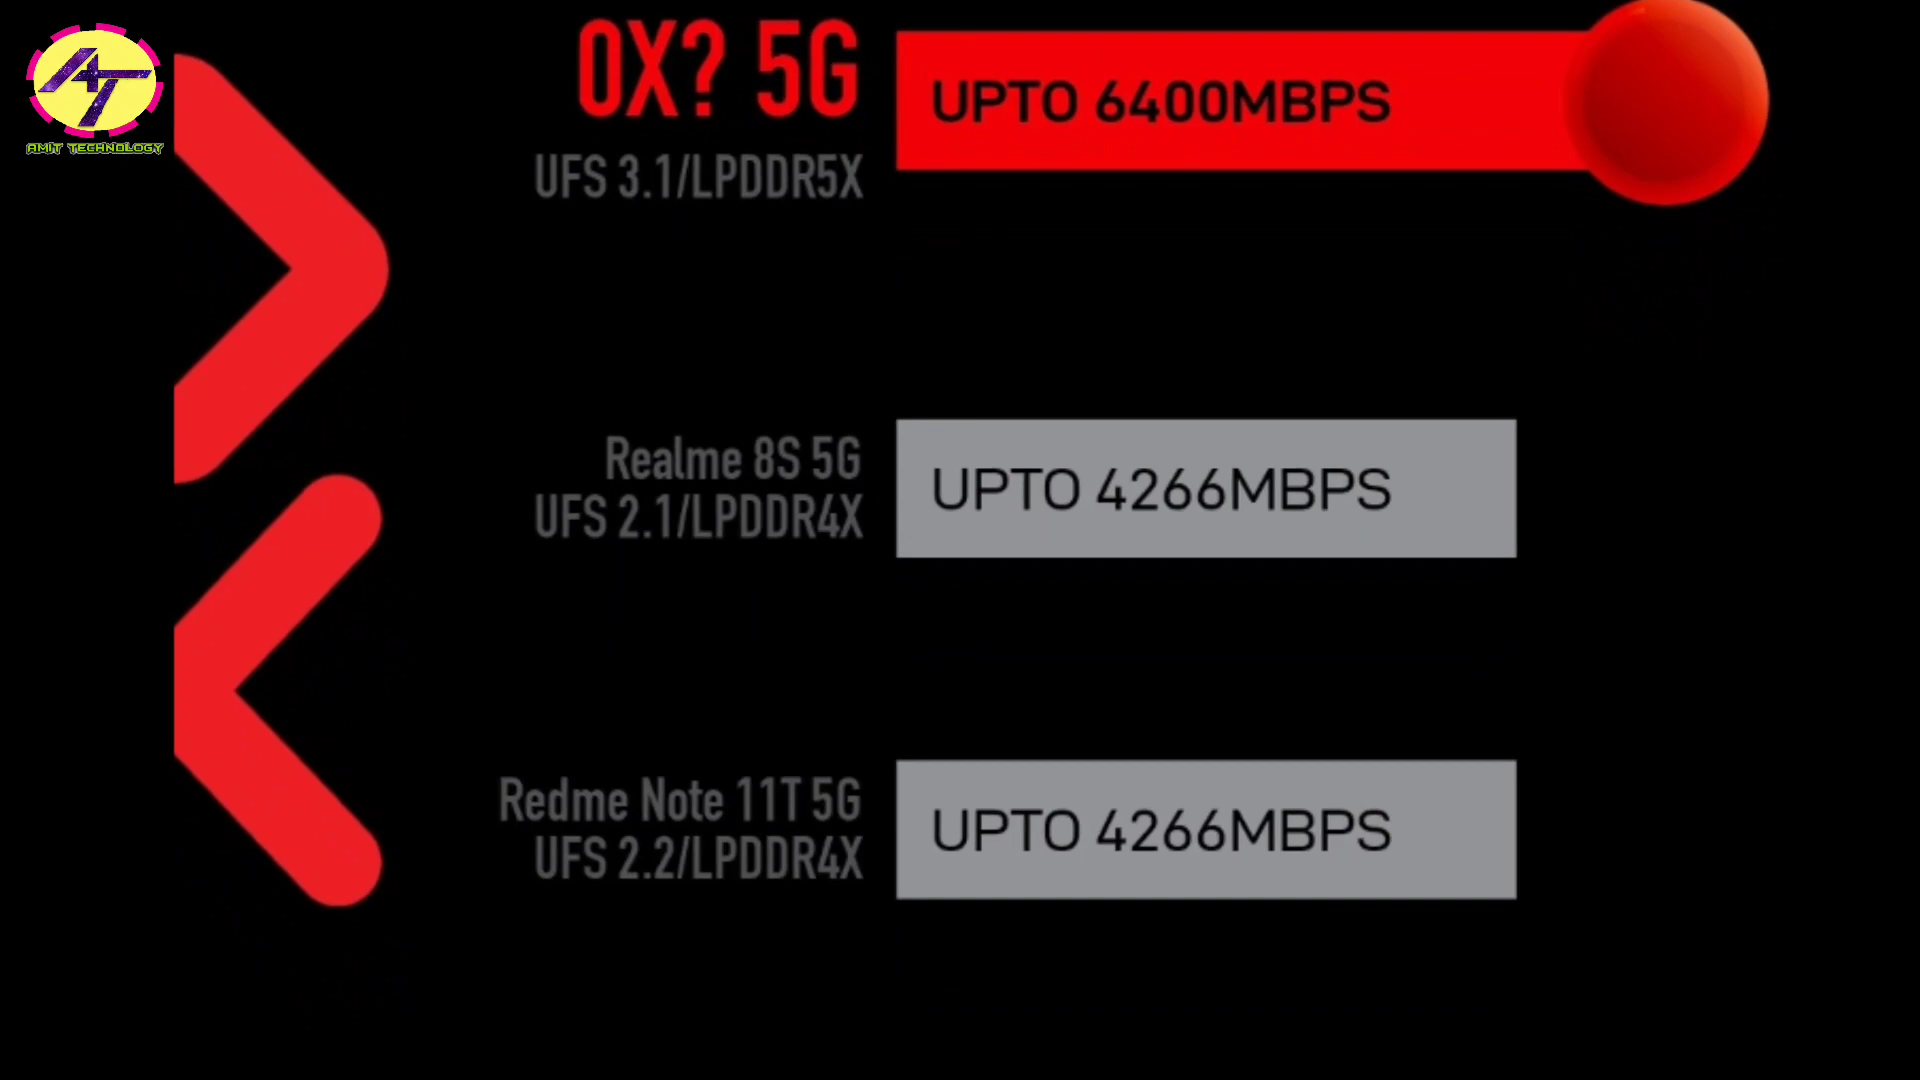 AT
AMIT TECHNOLOGY
0X? 5G
UPTO 6400MBPS
UFS 3.1/LPDDR5X
Realme 8S 5G
UFS 2.1/LPDDR4X
UPTO 4266MBPS
Redme Note 11T 5G
UFS 2.2/LPDDR4X
UPTO 4266MBPS